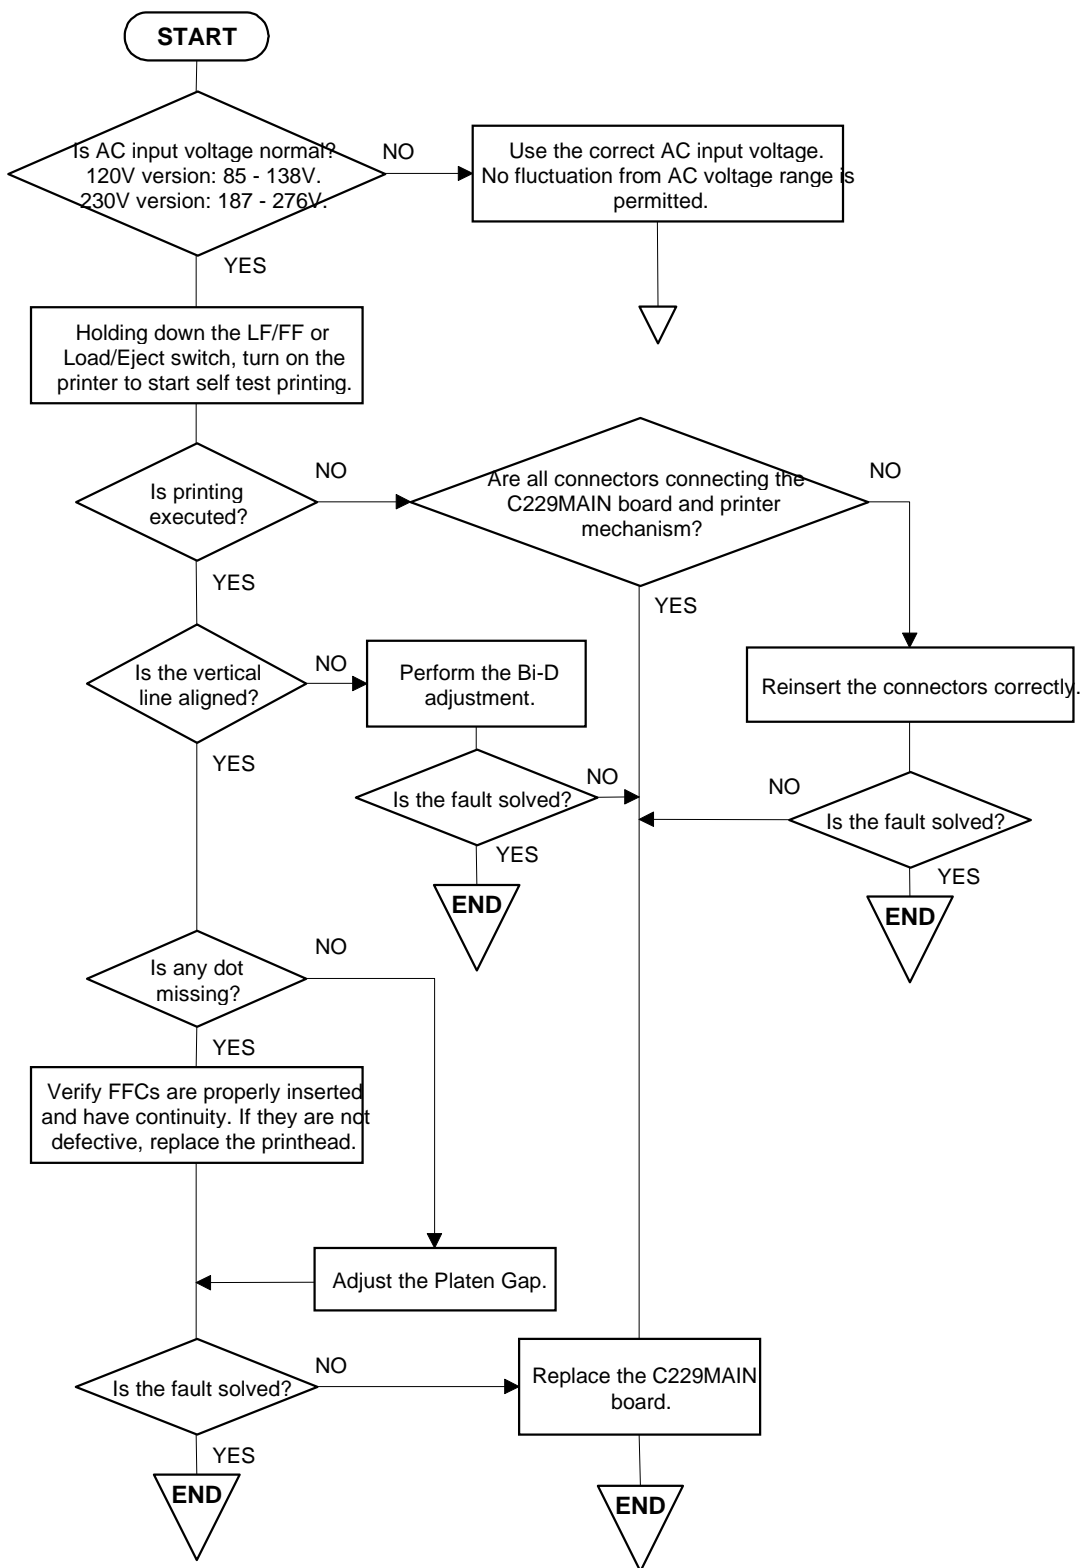 START
Is AC input voltage normal?
120V version: 85 - 138V.
230V version: 187 - 276V.
NO
Use the correct AC input voltage.
No fluctuation from AC voltage range is
permitted.
YES
Holding down the LF/FF or
Load/Eject switch, turn on the
printer to start self test printing.
Is printing
executed?
NO
Are all connectors connecting the
C229MAIN board and printer
mechanism?
NO
YES
YES
Is the vertical
line aligned?
NO
Perform the Bi-D
adjustment.
Reinsert the connectors correctly.
YES
Is the fault solved?
NO
NO
Is the fault solved?
YES
END
YES
END
Is any dot
missing?
NO
YES
Verify FFCs are properly inserted
and have continuity. If they are not
defective, replace the printhead.
Adjust the Platen Gap.
Is the fault solved?
NO
Replace the C229MAIN
board.
YES
END
END